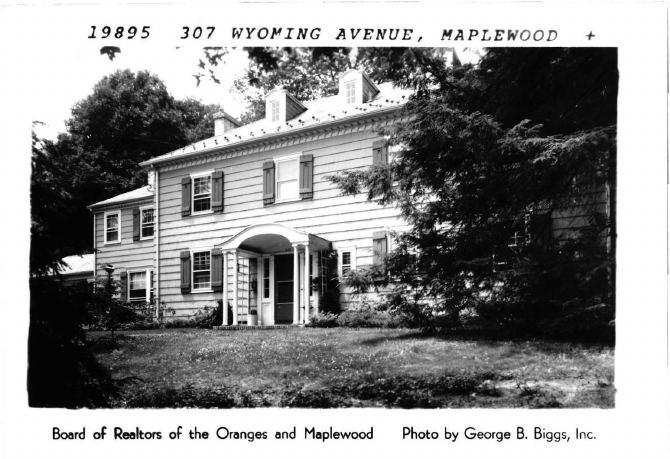 19895 307 WYOMING AVENUE, MAPLEWOOD +
Board of Realtors of the Oranges and Maplewood Photo by George B. Biggs, Inc.